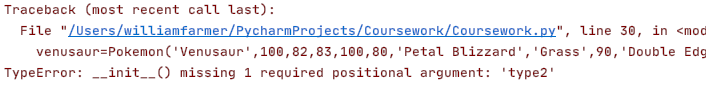 Traceback (most recent call last):
File "/Users/williamfarmer/PycharmProjects/Coursework/Coursework.py", line 30, in <mod
venusaur=Pokemon('Venusaur',100,82,83,100,80,'Petal Blizzard','Grass',90,'Double Edg
TypeError: __init__() missing 1 required positional argument: 'type2'